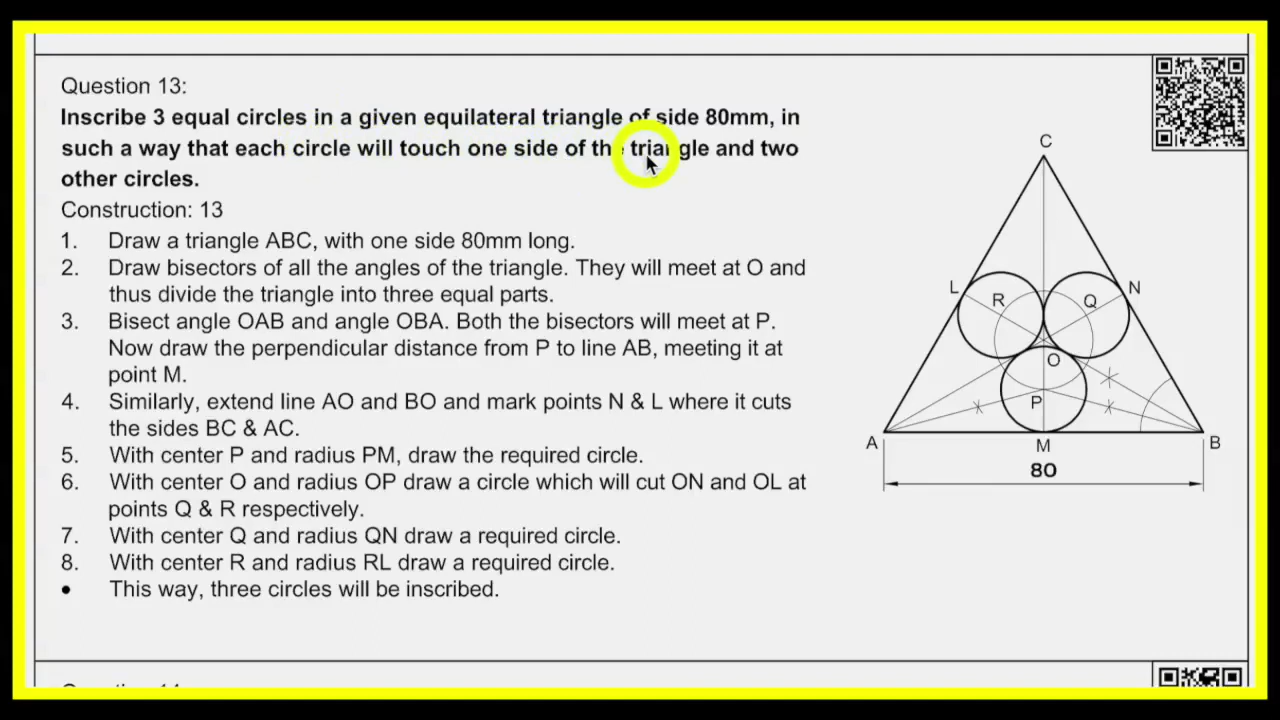 Question 13:
Inscribe 3 equal circles in a given equilateral triangle of side 80mm, in
such a way that each circle will touch one side of the triangle and two
other circles.
Construction: 13
1. Draw a triangle ABC, with one side 80mm long.
2. Draw bisectors of all the angles of the triangle. They will meet at O and
thus divide the triangle into three equal parts.
3. Bisect angle OAB and angle OBA. Both the bisectors will meet at P.
Now draw the perpendicular distance from P to line AB, meeting it at
point M.
4. Similarly, extend line AO and BO and mark points N & L where it cuts
the sides BC & AC.
5. With center P and radius PM, draw the required circle.
6. With center O and radius OP draw a circle which will cut ON and OL at
points Q & R respectively.
7. With center Q and radius QN draw a required circle.
8. With center R and radius RL draw a required circle.
• This way, three circles will be inscribed.
C
L
R
Q
N
O
P
A
M
B
80